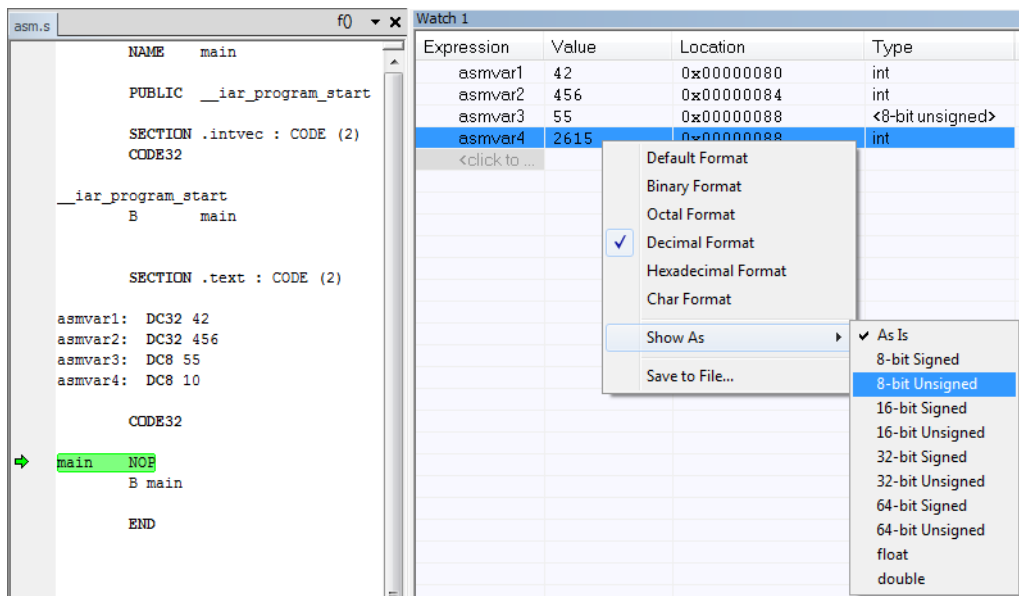 asm.s
f()
NAME main
PUBLIC __iar_program_start
SECTION .intvec : CODE (2)
CODE32
__iar_program_start
B main
SECTION .text : CODE (2)
asmvar1: DC32 42
asmvar2: DC32 456
asmvar3: DC8 55
asmvar4: DC8 10
CODE32
main NOP
B main
END
Watch 1
Expression Value Location Type
asmvar1 42 0x00000080 int
asmvar2 456 0x00000084 int
asmvar3 55 0x00000088 <8-bit unsigned>
asmvar4 2615 0x00000088 int
<click to ...
Default Format
Binary Format
Octal Format
Decimal Format
Hexadecimal Format
Char Format
Show As
Save to File...
As Is
8-bit Signed
8-bit Unsigned
16-bit Signed
16-bit Unsigned
32-bit Signed
32-bit Unsigned
64-bit Signed
64-bit Unsigned
float
double